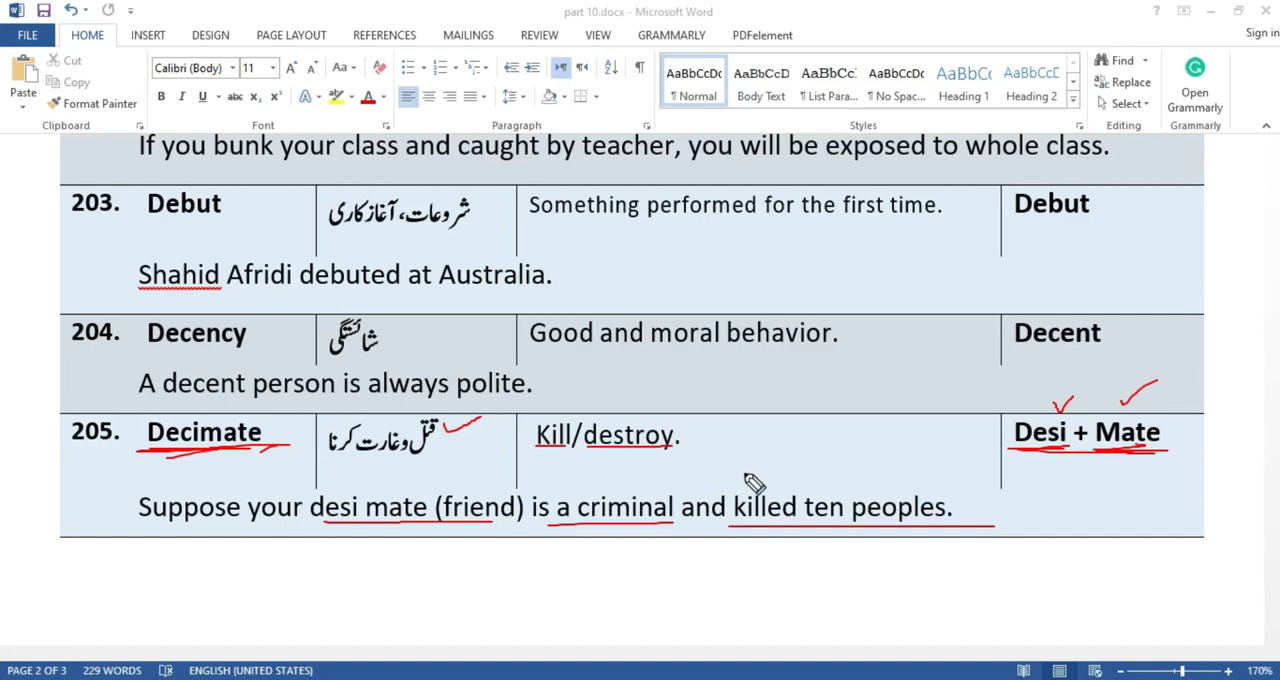 part 10.docx - Microsoft Word
Sign in
FILE HOME INSERT DESIGN PAGE LAYOUT REFERENCES MAILINGS REVIEW VIEW GRAMMARLY PDFelement
Paste
Cut
Copy
Format Painter
Clipboard
Calibri (Body) 11
Font
Paragraph
AaBbCcDc AaBbCcDc AaBbCc. AaBbCcDc AaBbC( AaBbCcD
¶ Normal Body Text ¶ List Para... ¶ No Spac... Heading 1 Heading 2
Styles
Find
Replace
Select
Editing
Open
Grammarly
Grammarly
If you bunk your class and caught by teacher, you will be exposed to whole class.
203. Debut شروعات، آغاز کاری Something performed for the first time. Debut
Shahid Afridi debuted at Australia.
204. Decency شائستگی Good and moral behavior. Decent
A decent person is always polite.
205. Decimate قتل و غارت کرنا Kill/destroy. Desi + Mate
Suppose your desi mate (friend) is a criminal and killed ten peoples.
PAGE 2 OF 3 229 WORDS ENGLISH (UNITED STATES) 170%